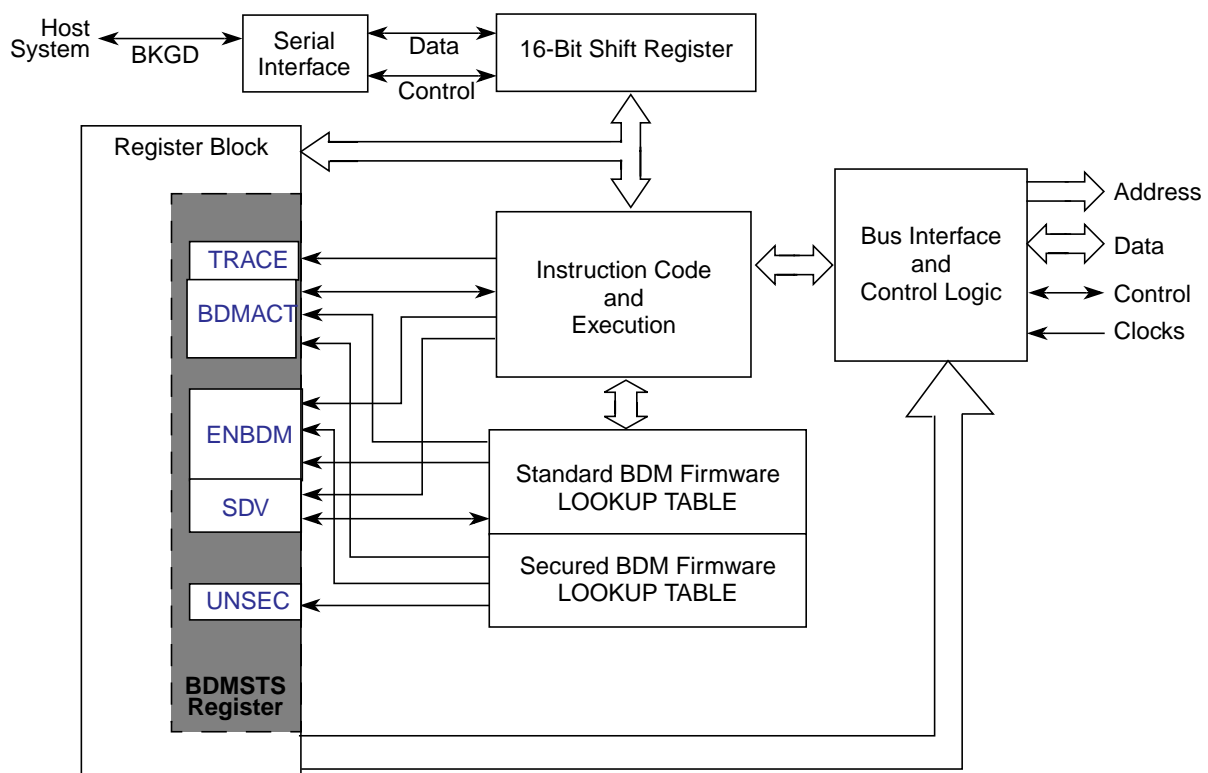 Host
System
BKGD
Serial
Interface
Data
Control
16-Bit Shift Register
Register Block
TRACE
BDMACT
ENBDM
SDV
UNSEC
BDMSTS
Register
Instruction Code
and
Execution
Standard BDM Firmware
LOOKUP TABLE
Secured BDM Firmware
LOOKUP TABLE
Bus Interface
and
Control Logic
Address
Data
Control
Clocks